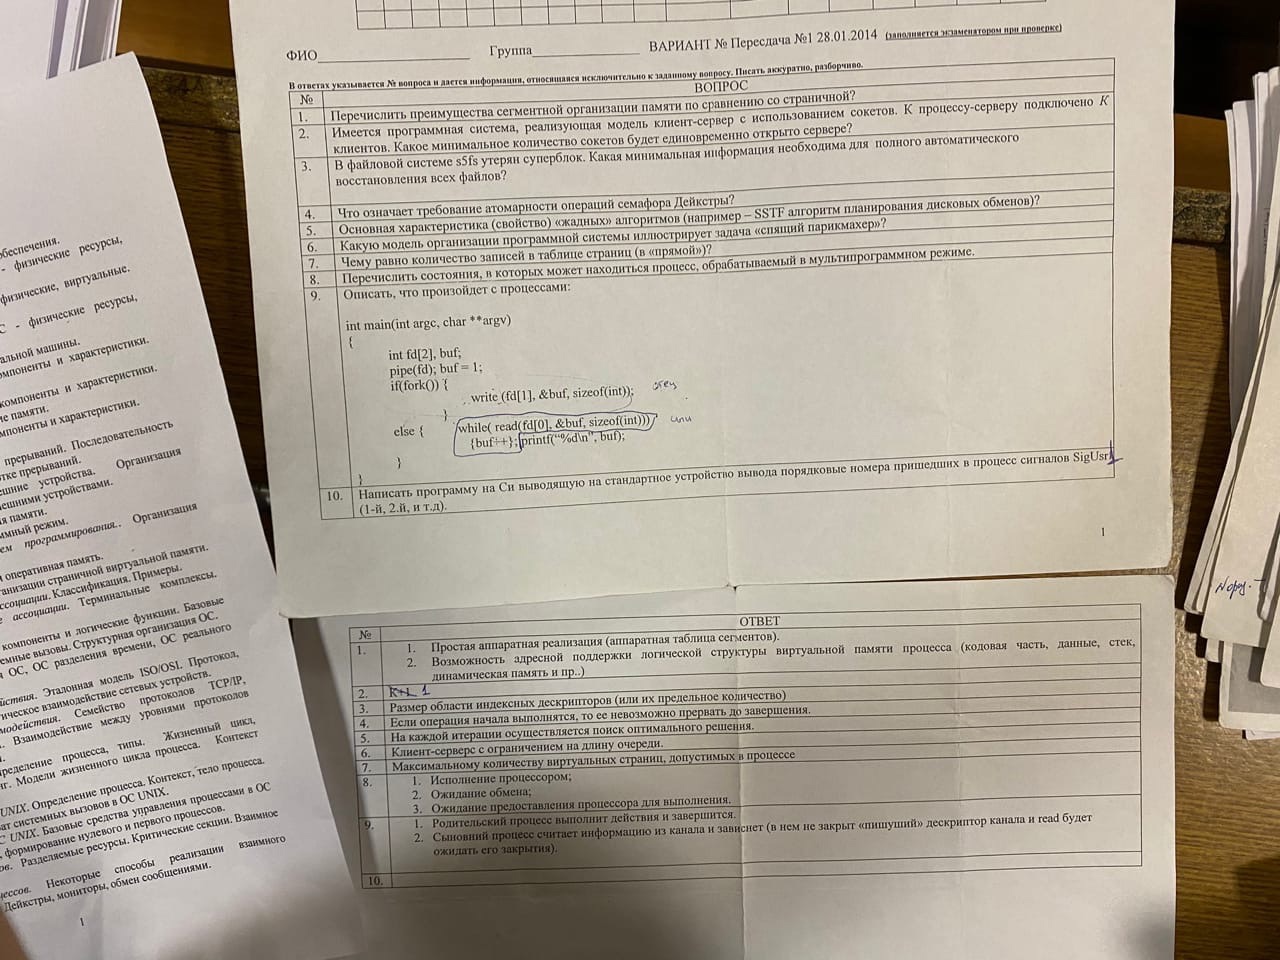 ФИО Группа ВАРИАНТ № Пересдача №1 28.01.2014 (заполняется экзаменатором при проверке)
В ответах указывается № вопроса и дается информация, относящаяся исключительно к заданному вопросу. Писать аккуратно, разборчиво.
№ ВОПРОС
1. Перечислить преимущества сегментной организации памяти по сравнению со страничной?
2. Имеется программная система, реализующая модель клиент-сервер с использованием сокетов. К процессу-серверу подключено К
клиентов. Какое минимальное количество сокетов будет единовременно открыто сервере?
3. В файловой системе s5fs утерян суперблок. Какая минимальная информация необходима для полного автоматического
восстановления всех файлов?
4. Что означает требование атомарности операций семафора Дейкстры?
5. Основная характеристика (свойство) «жадных» алгоритмов (например – SSTF алгоритм планирования дисковых обменов)?
6. Какую модель организации программной системы иллюстрирует задача «спящий парикмахер»?
7. Чему равно количество записей в таблице страниц (в «прямой»)?
8. Перечислить состояния, в которых может находиться процесс, обрабатываемый в мультипрограммном режиме.
9. Описать, что произойдет с процессами:
int main(int argc, char **argv)
{
int fd[2], buf;
pipe(fd); buf = 1;
if(fork()) {
write (fd[1], &buf, sizeof(int)); отец
}
else { while( read(fd[0], &buf, sizeof(int)))
{buf++}; printf("%d\n", buf);
}
}
10. Написать программу на Си выводящую на стандартное устройство вывода порядковые номера пришедших в процесс сигналов SigUsr1
(1-й, 2.й, и т.д).
1
№ ОТВЕТ
1. 1. Простая аппаратная реализация (аппаратная таблица сегментов).
2. Возможность адресной поддержки логической структуры виртуальной памяти процесса (кодовая часть, данные, стек,
динамическая память и пр..)
2. 1
3. Размер области индексных дескрипторов (или их предельное количество)
4. Если операция начала выполнятся, то ее невозможно прервать до завершения.
5. На каждой итерации осуществляется поиск оптимального решения.
6. Клиент-серверс с ограничением на длину очереди.
7. Максимальному количеству виртуальных страниц, допустимых в процессе
8. 1. Исполнение процессором;
2. Ожидание обмена;
3. Ожидание предоставления процессора для выполнения.
9. 1. Родительский процесс выполнит действия и завершится.
2. Сыновний процесс считает информацию из канала и зависнет (в нем не закрыт «пишущий» дескриптор канала и read будет
ожидать его закрытия).
10.
обеспечения.
- физические ресурсы,
физические, виртуальные.
С - физические ресурсы,
альной машины.
мпоненты и характеристики.
компоненты и характеристики.
ие памяти.
мпоненты и характеристики.
прерываний. Последовательность
отке прерываний.
ешние устройства. Организация
нешними устройствами.
ия памяти.
ммный режим.
ем программирования.. Организация
и оперативная память.
ганизации страничной виртуальной памяти.
ссоциации. Классификация. Примеры.
е ассоциации. Терминальные комплексы.
компоненты и логические функции. Базовые
емные вызовы. Структурная организация ОС.
я ОС, ОС разделения времени, ОС реального
йствия. Эталонная модель ISO/OSI. Протокол,
гическое взаимодействие сетевых устройств.
модействия. Семейство протоколов TCP/IP,
. Взаимодействие между уровнями протоколов
ределение процесса, типы. Жизненный цикл,
нг. Модели жизненного цикла процесса. Контекст
UNIX. Определение процесса. Контекст, тело процесса.
ат системных вызовов в ОС UNIX.
С UNIX. Базовые средства управления процессами в ОС
, формирование нулевого и первого процессов.
ов. Разделяемые ресурсы. Критические секции. Взаимное
цессов. Некоторые способы реализации взаимного
Дейкстры, мониторы, обмен сообщениями.
1